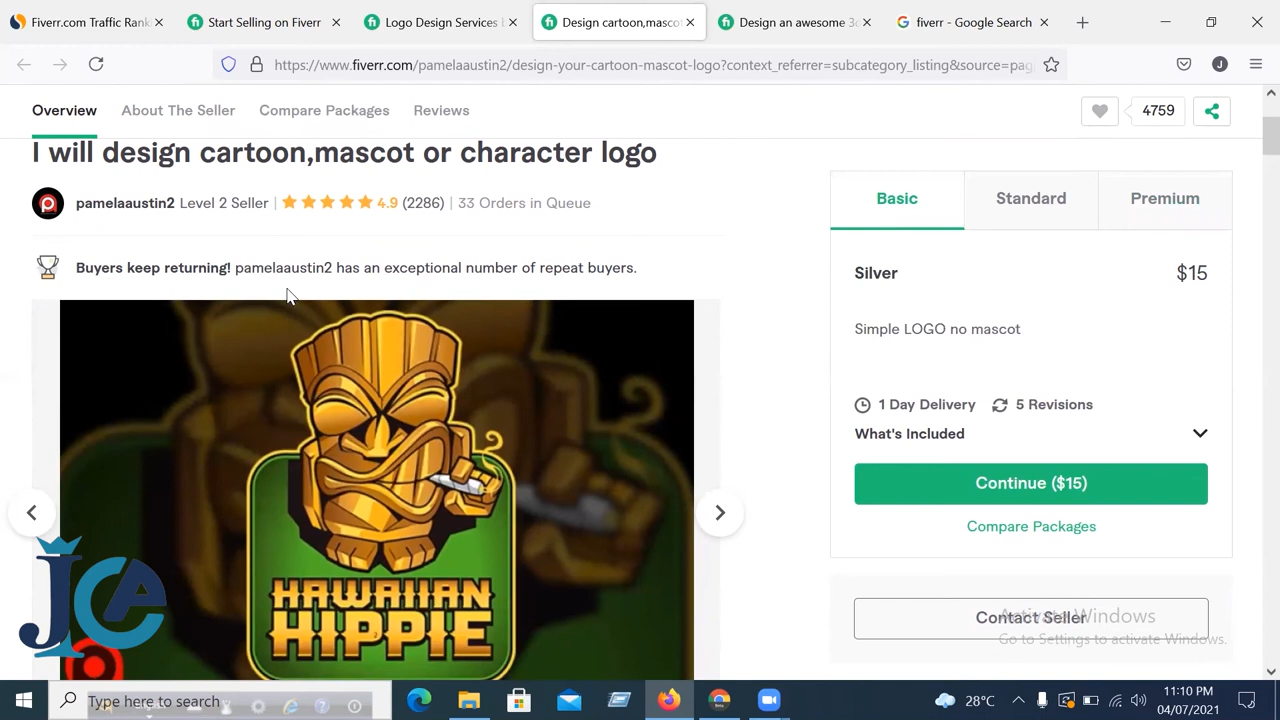 Fiverr.com Traffic Rank
Start Selling on Fiverr
Logo Design Services
Design cartoon,masco
Design an awesome 3
fiverr - Google Search
https://www.fiverr.com/pamelaaustin2/design-your-cartoon-mascot-logo?context_referrer=subcategory_listing&source=pag
J
Overview
About The Seller
Compare Packages
Reviews
4759
I will design cartoon,mascot or character logo
pamelaaustin2 Level 2 Seller | 4.9 (2286) | 33 Orders in Queue
Basic
Standard
Premium
Buyers keep returning! pamelaaustin2 has an exceptional number of repeat buyers.
Silver
$15
Simple LOGO no mascot
1 Day Delivery
5 Revisions
What's Included
Continue ($15)
Compare Packages
HAWAIIAN
HIPPIE
JCA
Contact Seller
Activate Windows
Go to Settings to activate Windows.
Type here to search
28°C
11:10 PM
04/07/2021